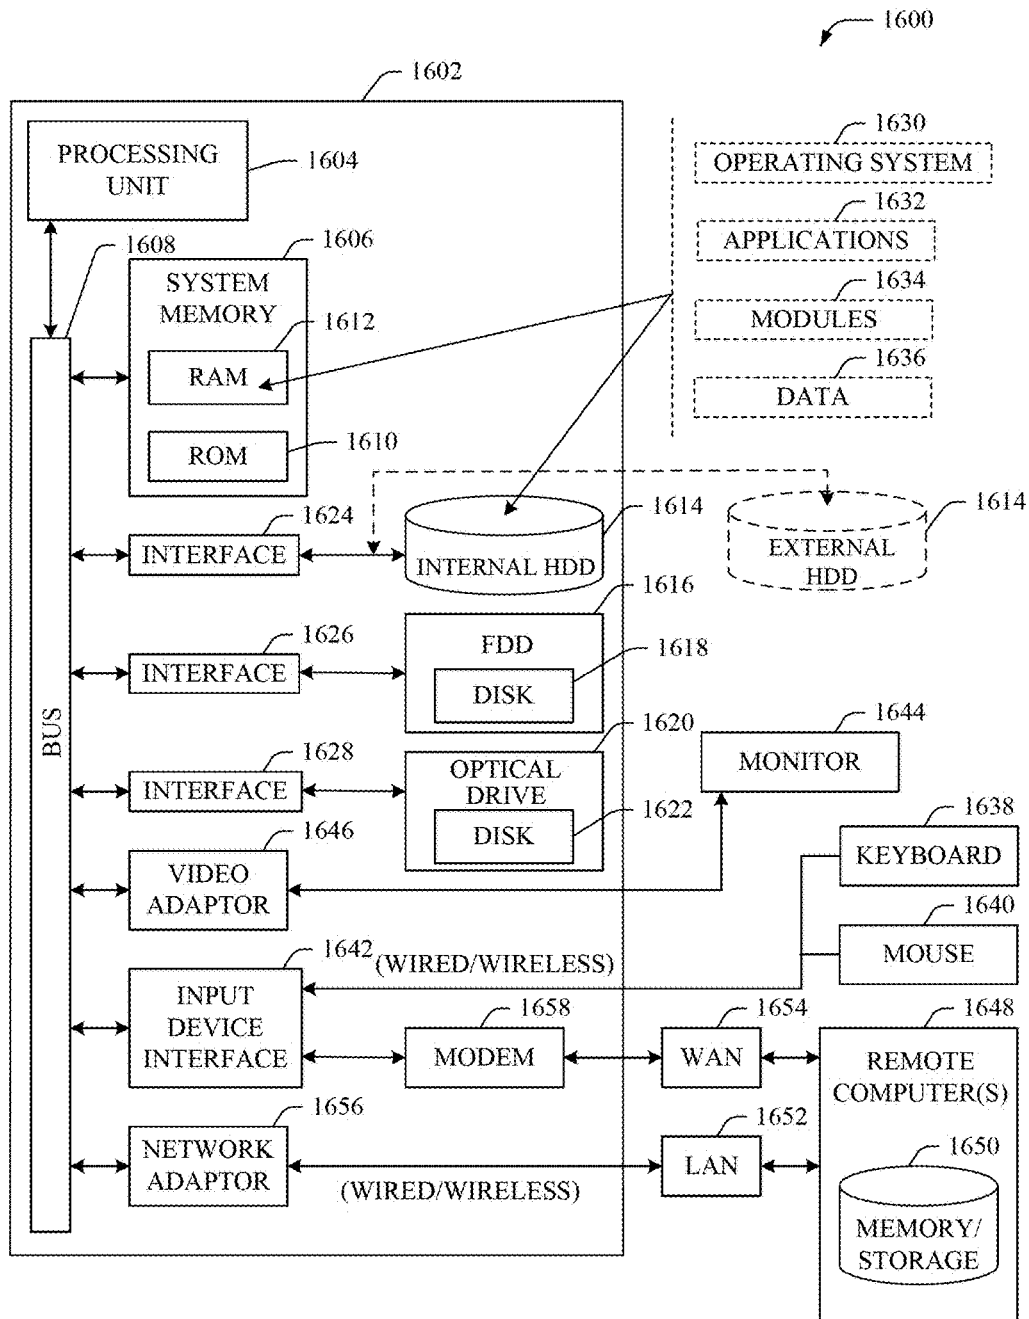 1600
1602
PROCESSING
UNIT
1604
1630
OPERATING SYSTEM
1632
APPLICATIONS
1634
MODULES
1636
DATA
1608
1606
SYSTEM
MEMORY
1612
RAM
1610
ROM
1624
INTERFACE
1614
INTERNAL HDD
1614
EXTERNAL
HDD
1626
INTERFACE
1616
FDD
1618
DISK
BUS
1628
INTERFACE
1620
OPTICAL
DRIVE
1622
DISK
1644
MONITOR
1646
VIDEO
ADAPTOR
1638
KEYBOARD
1640
MOUSE
1642
(WIRED/WIRELESS)
INPUT
DEVICE
INTERFACE
1658
MODEM
1654
WAN
1648
REMOTE
COMPUTER(S)
1656
NETWORK
ADAPTOR
(WIRED/WIRELESS)
1652
LAN
1650
MEMORY/
STORAGE